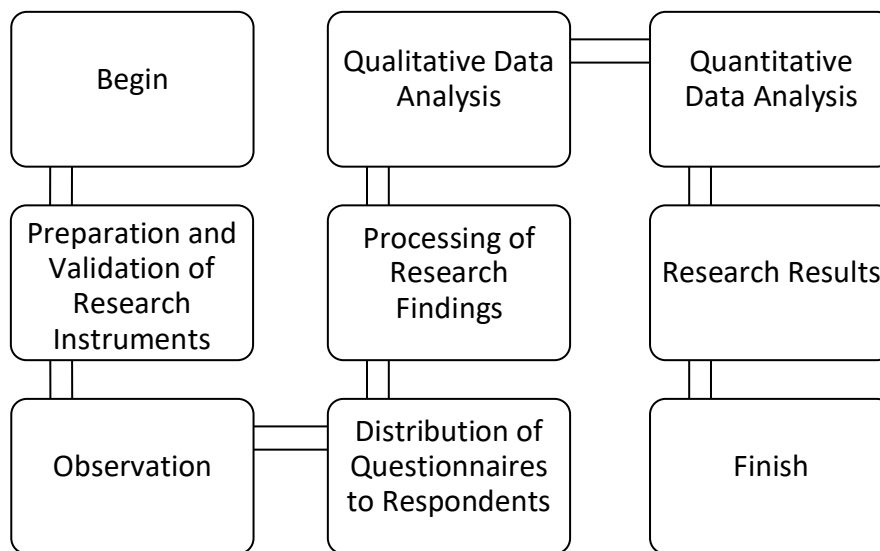 Begin
Preparation and
Validation of
Research
Instruments
Observation
Distribution of
Questionnaires
to Respondents
Processing of
Research
Findings
Qualitative Data
Analysis
Quantitative
Data Analysis
Research Results
Finish